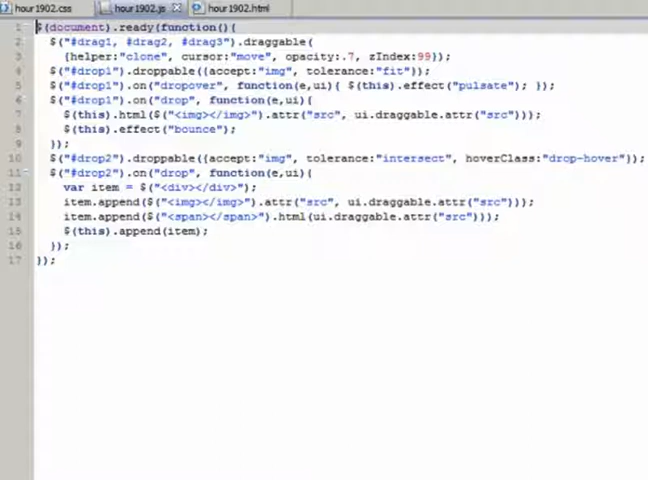 hour1902.css hour1902.js hour1902.html
1 $(document).ready(function(){
2 $("#drag1, #drag2, #drag3").draggable(
3 {helper:"clone", cursor:"move", opacity:.7, zIndex:99});
4 $("#drop1").droppable({accept:"img", tolerance:"fit"});
5 $("#drop1").on("dropover", function(e,ui){ $(this).effect("pulsate"); });
6 $("#drop1").on("drop", function(e,ui){
7 $(this).html($("<img></img>").attr("src", ui.draggable.attr("src")));
8 $(this).effect("bounce");
9 });
10 $("#drop2").droppable({accept:"img", tolerance:"intersect", hoverClass:"drop-hover"});
11 $("#drop2").on("drop", function(e,ui){
12 var item = $("<div></div>");
13 item.append($("<img></img>").attr("src", ui.draggable.attr("src")));
14 item.append($("<span></span>").html(ui.draggable.attr("src")));
15 $(this).append(item);
16 });
17 });